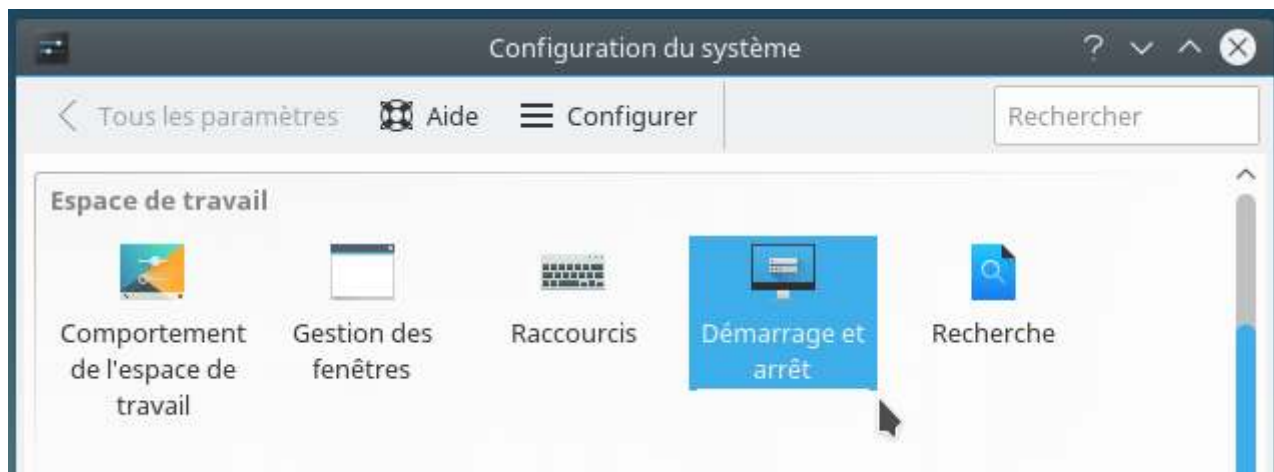 Configuration du système
Tous les paramètres Aide Configurer Rechercher
Espace de travail
Comportement
de l'espace de
travail
Gestion des
fenêtres
Raccourcis
Démarrage et
arrêt
Recherche